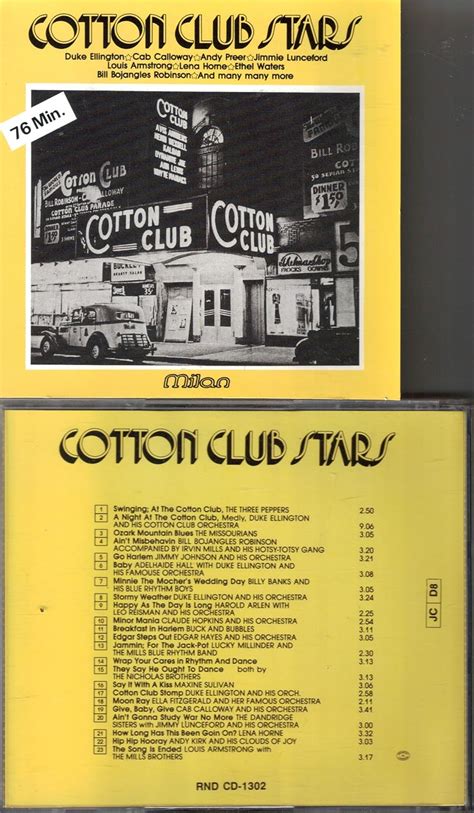 COTTON CLUB STARS
Duke Ellington☆Cab Calloway☆Andy Preer☆Jimmie Lunceford
Louis Armstrong☆Lena Horne☆Ethel Waters
Bill Bojangles Robinson☆And many many more
76 Min.
COTTON
CLUB
COTTON CLUB
BILL ROBINSON CAB CALLOWAY
COTTON CLUB PARADE
BILL ROBINSON
DINNER
$1.50
COTTON
CLUB
COTTON
CLUB
5
Milan
COTTON CLUB STARS
1 Swinging; At The Cotton Club, THE THREE PEPPERS 2.50
2 A Night At The Cotton Club, Medly, DUKE ELLINGTON
AND HIS COTTON CLUB ORCHESTRA 9.06
3 Ozark Mountain Blues THE MISSOURIANS 3.05
4 Ain't Misbehavin BILL BOJANGLES ROBINSON
ACCOMPANIED BY IRVIN MILLS AND HIS HOTSY-TOTSY GANG 3.20
5 Go Harlem JIMMY JOHNSON AND HIS ORCHESTRA 3.21
6 Baby ADELHAIDE HALL WITH DUKE ELLINGTON AND
HIS FAMOUSE ORCHESTRA 3.08
7 Minnie The Mocher's Wedding Day BILLY BANKS AND
HIS BLUE RHYTHM BOYS 3.05
8 Stormy Weather DUKE ELLINGTON AND HIS ORCHESTRA 3.24
9 Happy As The Day Is Long HAROLD ARLEN WITH
LEO REISMAN AND HIS ORCHESTRA 2.25
10 Minor Mania CLAUDE HOPKINS AND HIS ORCHESTRA 2.54
11 Breakfast in Harlem BUCK AND BUBBLES 3.11
12 Edgar Steps Out EDGAR HAYES AND HIS ORCHESTRA 3.05
13 Jammin; For The Jack-Pot LUCKY MILLINDER AND
THE MILLS BLUE RHYTHM BAND 2.30
14 Wrap Your Cares in Rhythm And Dance 3.13
15 They Say He Ought To Dance both by
THE NICHOLAS BROTHERS 3.13
16 Say It With A Kiss MAXINE SULIVAN 3.16
17 Cotton Club Stomp DUKE ELLINGTON AND HIS ORCH. 2.58
18 Moon Ray ELLA FITZGERALD AND HER FAMOUS ORCHESTRA 2.11
19 Give, Baby, Give CAB CALLOWAY AND HIS ORCHESTRA 3.41
20 Ain't Gonna Study War No More THE DANDRIDGE
SISTERS with JIMMY LUNCEFORD AND HIS ORCHESTRA 3.00
21 How Long Has This Been Goin On? LENA HORNE 3.32
22 Hip Hip Hooray ANDY KIRK AND HIS CLOUDS OF JOY 3.03
23 The Song Is Ended LOUIS ARMSTRONG with
THE MILLS BROTHERS 3.17
JC D8
RND CD-1302